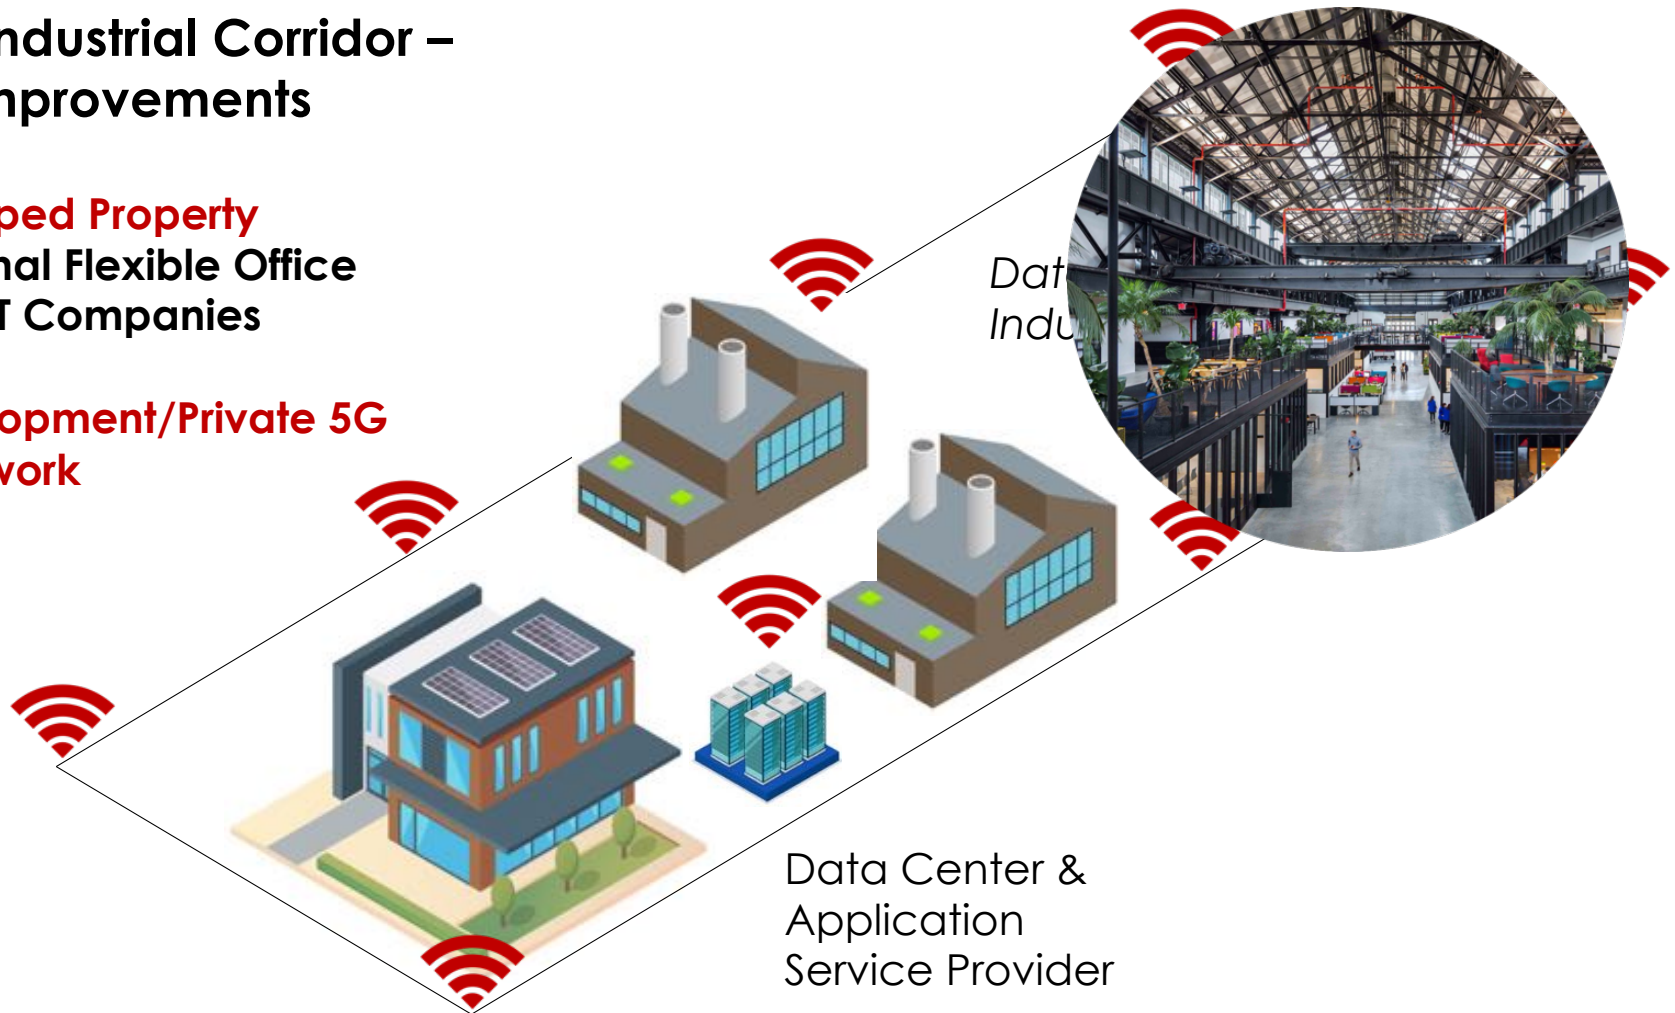 ndustrial Corridor –
nprovements
ped Property
nal Flexible Office
T Companies
opment/Private 5G
work
Dat
Indu
Data Center &
Application
Service Provider